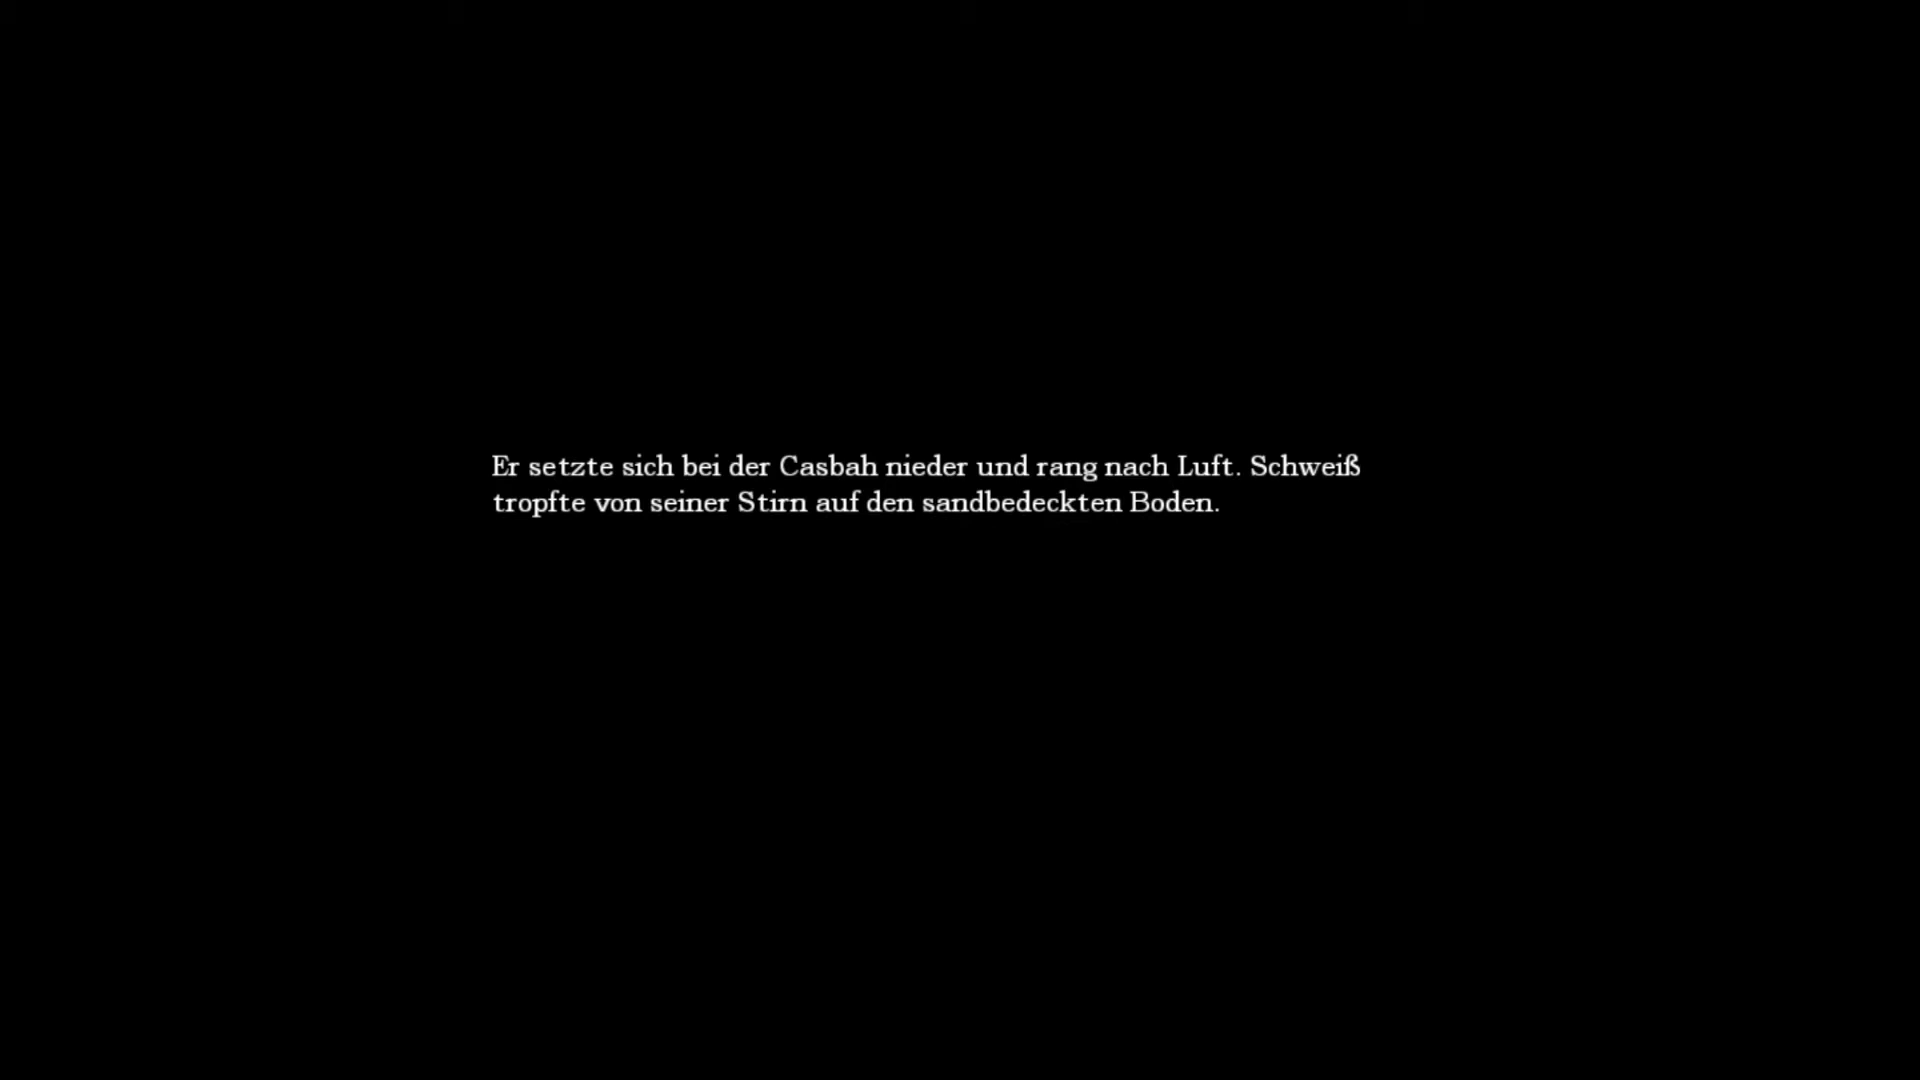 Er setzte sich bei der Casbah nieder und rang nach Luft. Schweiß
tropfte von seiner Stirn auf den sandbedeckten Boden.